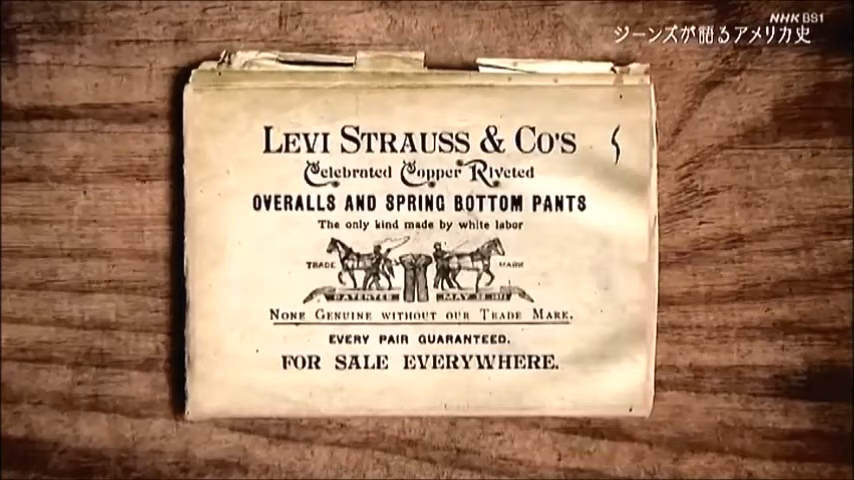 NHK BS1
ジーンズが語るアメリカ史
LEVI STRAUSS & CO'S
Celebrated Copper Riveted
OVERALLS AND SPRING BOTTOM PANTS
The only kind made by white labor
TRADE MARK
PATENTED MAY
NONE GENUINE WITHOUT OUR TRADE MARK.
EVERY PAIR GUARANTEED.
FOR SALE EVERYWHERE.